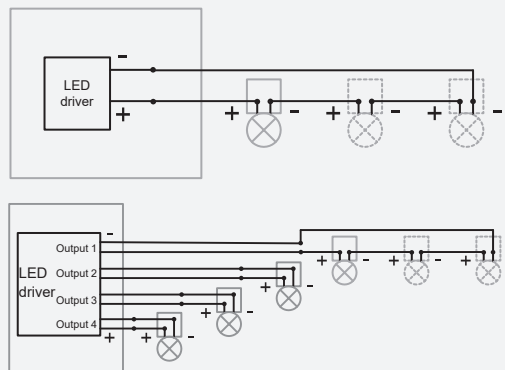 -
LED
driver
+
+ - + - + -
-
Output 1
+ - + - + -
LED
driver
Output 2
+ -
Output 3
+ -
Output 4
+ + -